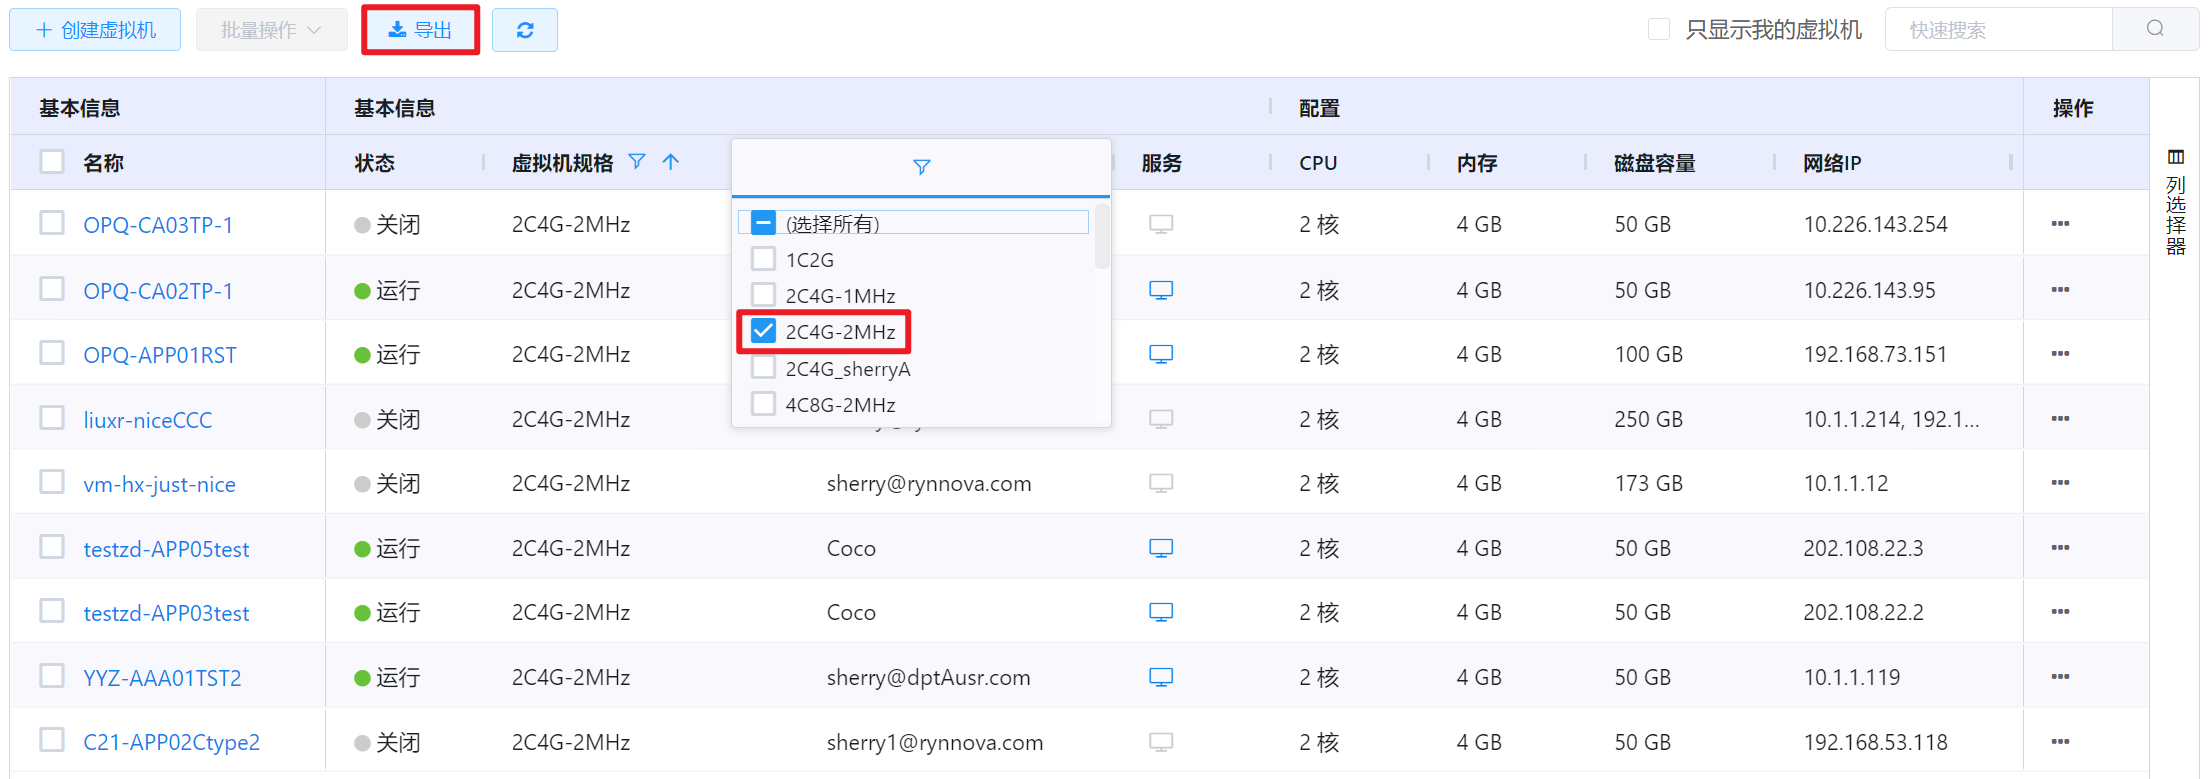 创建虚拟机 批量操作 导出 只显示我的虚拟机 快速搜索
基本信息 基本信息 配置 操作
名称 状态 虚拟机规格 服务 CPU 内存 磁盘容量 网络IP
列选择器
(选择所有)
1C2G
2C4G-1MHz
2C4G-2MHz
2C4G_sherryA
4C8G-2MHz
OPQ-CA03TP-1 关闭 2C4G-2MHz 2 核 4 GB 50 GB 10.226.143.254 •••
OPQ-CA02TP-1 运行 2C4G-2MHz 2 核 4 GB 50 GB 10.226.143.95 •••
OPQ-APP01RST 运行 2C4G-2MHz 2 核 4 GB 100 GB 192.168.73.151 •••
liuxr-niceCCC 关闭 2C4G-2MHz 2 核 4 GB 250 GB 10.1.1.214, 192.1... •••
vm-hx-just-nice 关闭 2C4G-2MHz sherry@rynnova.com 2 核 4 GB 173 GB 10.1.1.12 •••
testzd-APP05test 运行 2C4G-2MHz Coco 2 核 4 GB 50 GB 202.108.22.3 •••
testzd-APP03test 运行 2C4G-2MHz Coco 2 核 4 GB 50 GB 202.108.22.2 •••
YYZ-AAA01TST2 运行 2C4G-2MHz sherry@dptAusr.com 2 核 4 GB 50 GB 10.1.1.119 •••
C21-APP02Ctype2 关闭 2C4G-2MHz sherry1@rynnova.com 2 核 4 GB 50 GB 192.168.53.118 •••